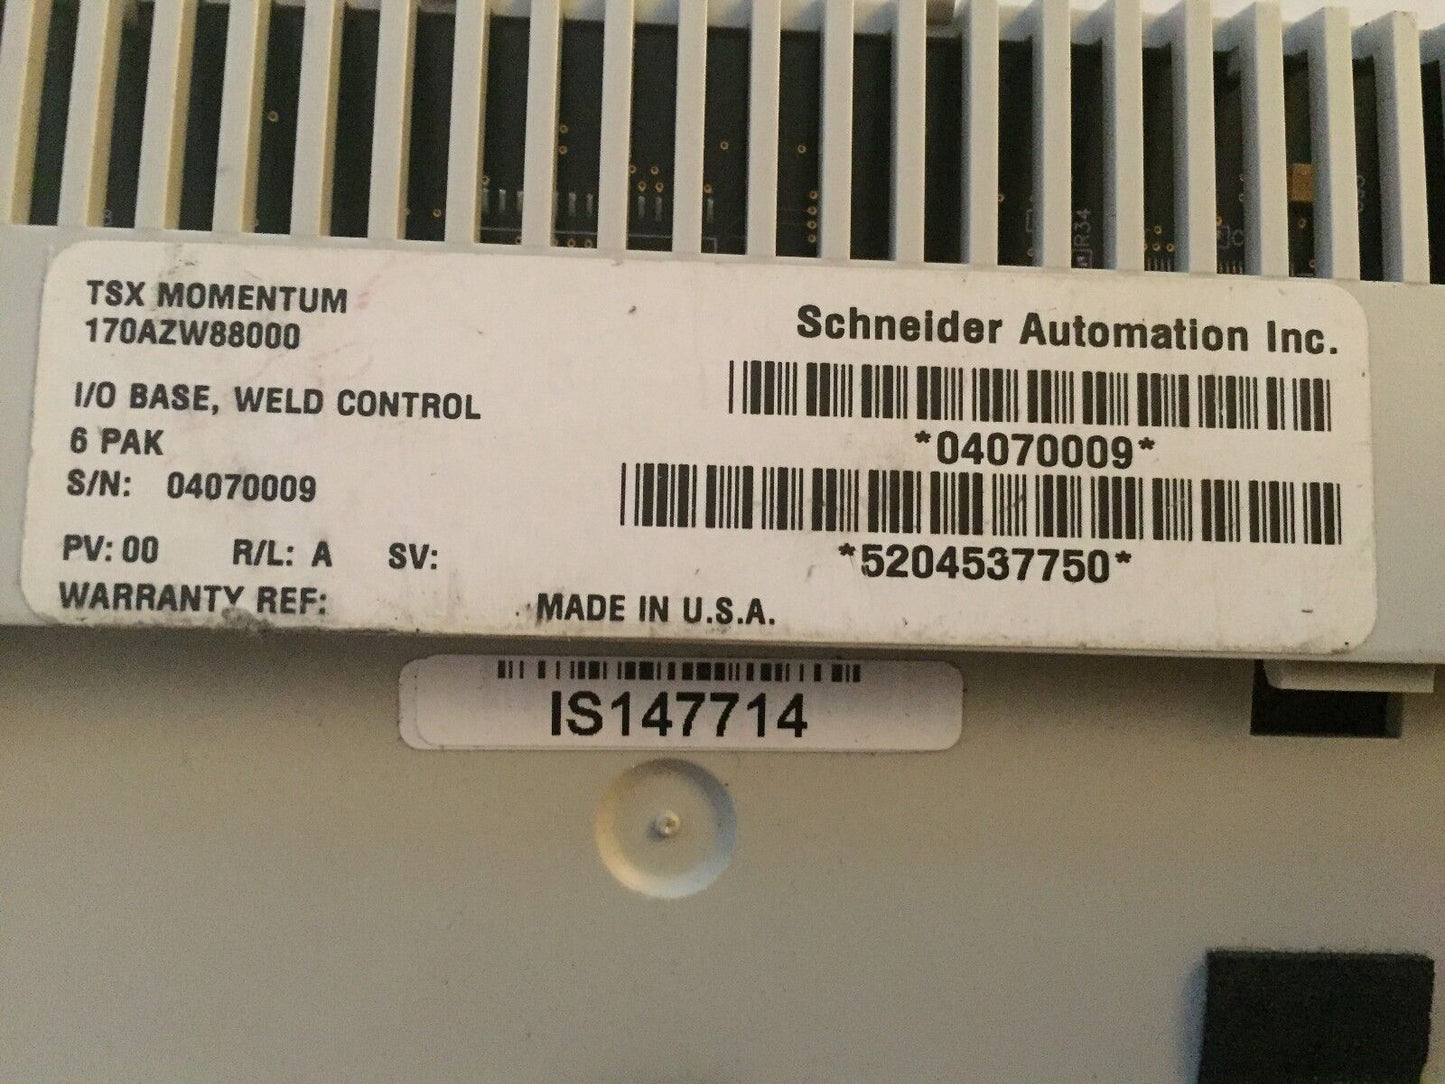 R34
TSX MOMENTUM
170AZW88000
Schneider Automation Inc.
I/O BASE, WELD CONTROL
6 PAK
*04070009*
S/N: 04070009
*5204537750*
PV: 00 R/L: A SV:
WARRANTY REF:
MADE IN U.S.A.
IS147714